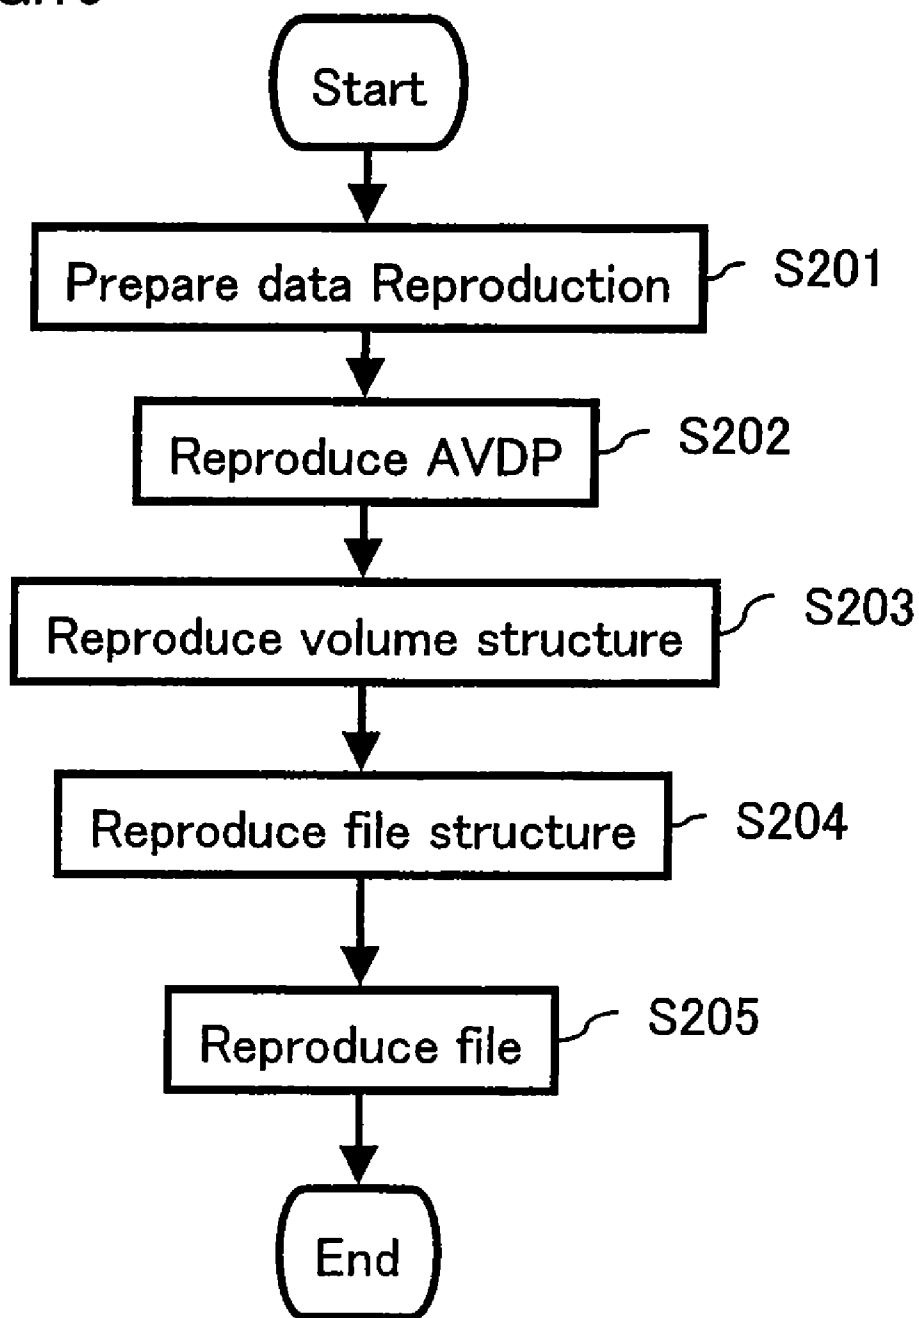 Start
Prepare data Reproduction
S201
Reproduce AVDP
S202
Reproduce volume structure
S203
Reproduce file structure
S204
Reproduce file
S205
End